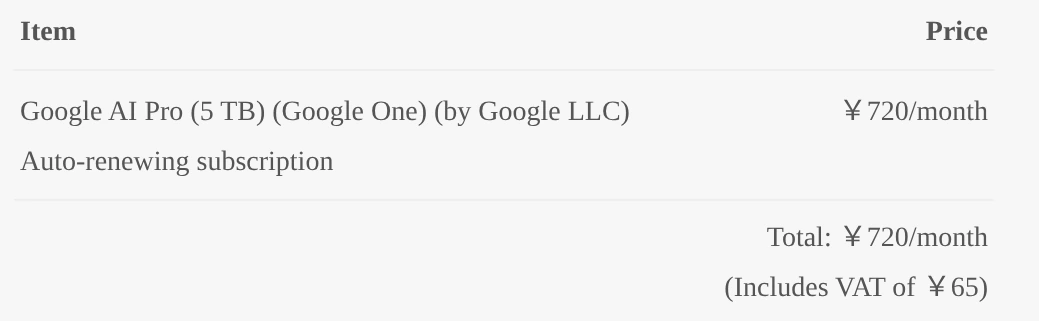 Item Price
Google AI Pro (5 TB) (Google One) (by Google LLC) ￥720/month
Auto-renewing subscription
Total: ￥720/month
(Includes VAT of ￥65)